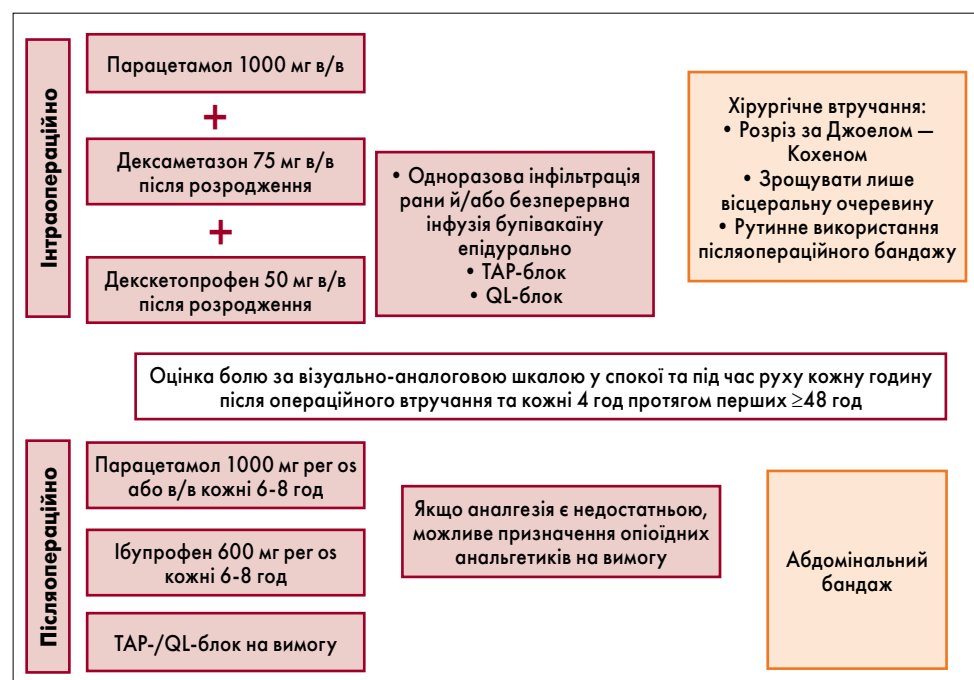 Інтраопераційно
Парацетамол 1000 мг в/в
+
Дексаметазон 75 мг в/в
після розродження
+
Декскетопрофен 50 мг в/в
після розродження
• Одноразова інфільтрація
рани й/або безперервна
інфузія бупівакаїну
епідурально
• ТАР-блок
• QL-блок
Хірургічне втручання:
• Розріз за Джоелом —
Кохеном
• Зрощувати лише
вісцеральну очеревину
• Рутинне використання
післяопераційного бандажу
Оцінка болю за візуально-аналоговою шкалою у спокої та під час руху кожну годину
після операційного втручання та кожні 4 год протягом перших ≥48 год
Післяопераційно
Парацетамол 1000 мг per os
або в/в кожні 6-8 год
Ібупрофен 600 мг per os
кожні 6-8 год
ТАР-/QL-блок на вимогу
Якщо аналгезія є недостатньою,
можливе призначення опіоїдних
анальгетиків на вимогу
Абдомінальний
бандаж